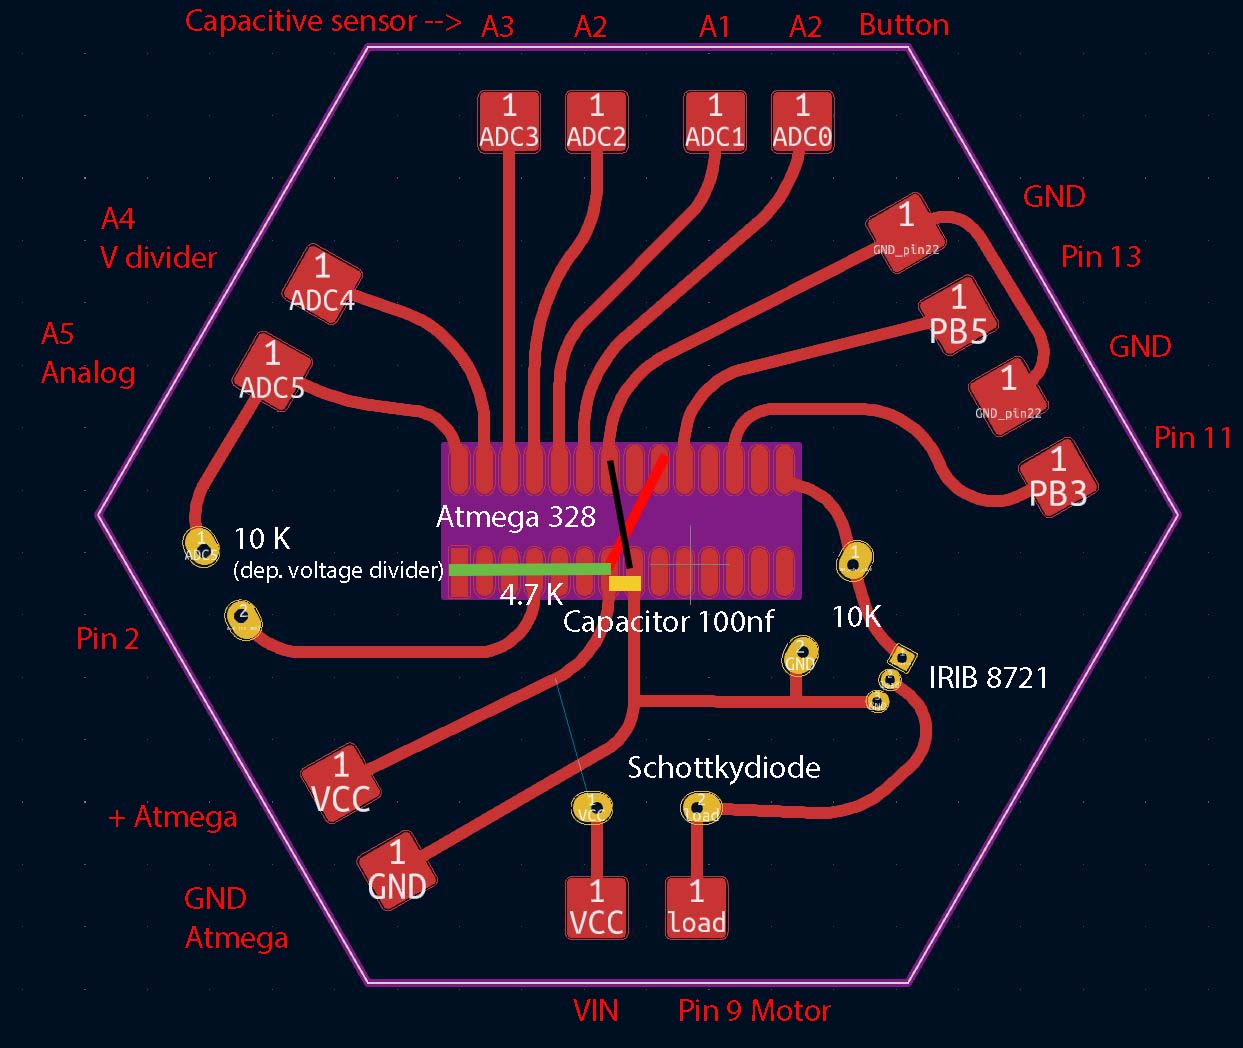 Capacitive sensor --> A3 A2 A1 A2 Button
1 ADC3
1 ADC2
1 ADC1
1 ADC0
GND
1 GND_pin22
A4
V divider
Pin 13
1 ADC4
1 PB5
A5
Analog
GND
1 ADC5
1 GND_pin22
Pin 11
1 PB3
Atmega 328
1 ADC5
10 K
(dep. voltage divider)
1
4.7 K
Capacitor 100nf
10K
2
Pin 2
2 GND
1
IRIB 8721
1 VCC
+ Atmega
Schottkydiode
1 VCC
2 load
1 GND
GND
Atmega
1 VCC
1 load
VIN
Pin 9 Motor